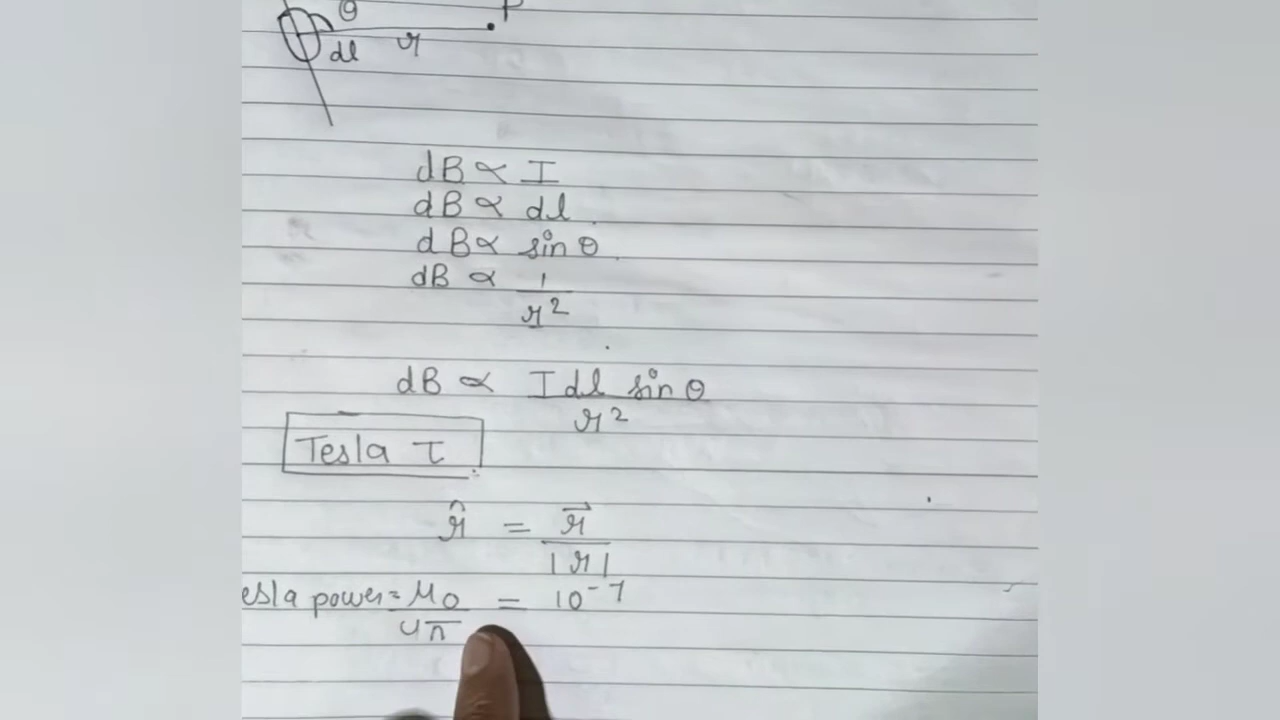 θ P
dl r
dB ∝ I
dB ∝ dl
dB ∝ sin θ
dB ∝ 1/r²
dB ∝ I dl sin θ / r²
Tesla T
r̂ = r⃗ / |r|
esla power = μ0/4π = 10⁻⁷